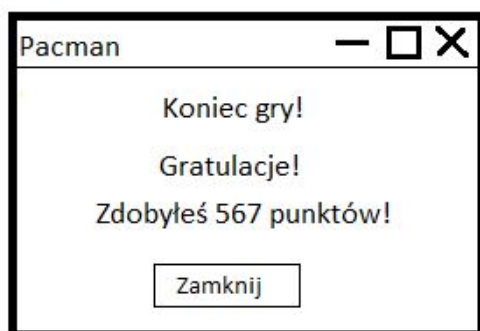 Pacman
Koniec gry!
Gratulacje!
Zdobyłeś 567 punktów!
Zamknij